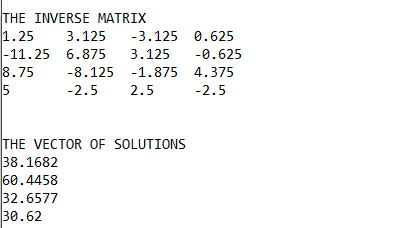 THE INVERSE MATRIX
1.25 3.125 -3.125 0.625
-11.25 6.875 3.125 -0.625
8.75 -8.125 -1.875 4.375
5 -2.5 2.5 -2.5
THE VECTOR OF SOLUTIONS
38.1682
60.4458
32.6577
30.62